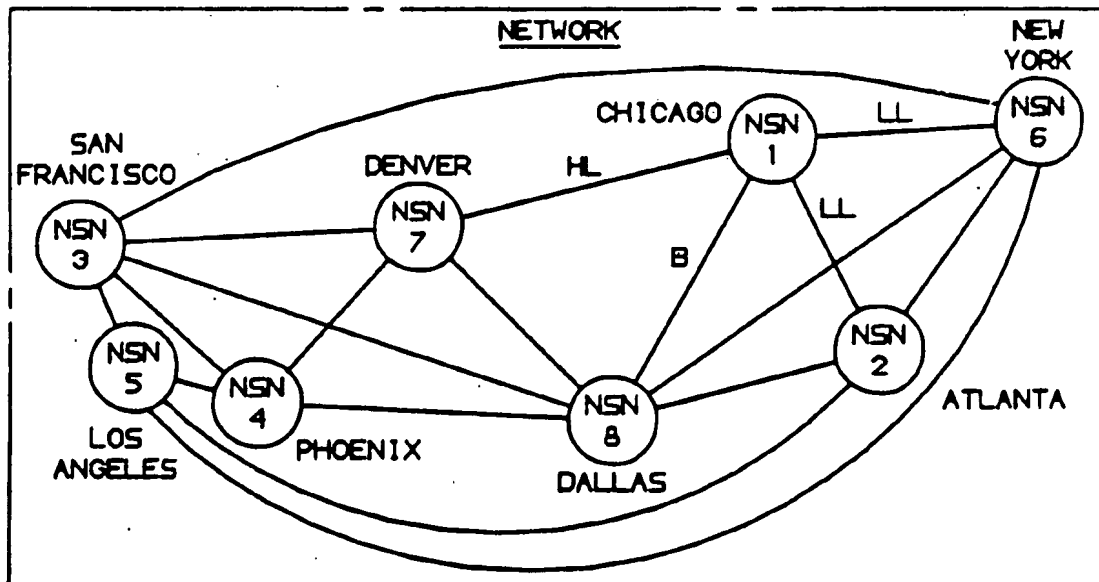 NETWORK
NEW
YORK
NSN
6
LL
CHICAGO
NSN
1
SAN
FRANCISCO
DENVER
HL
NSN
7
LL
NSN
3
B
NSN
5
NSN
4
NSN
8
NSN
2
ATLANTA
LOS
ANGELES
PHOENIX
DALLAS